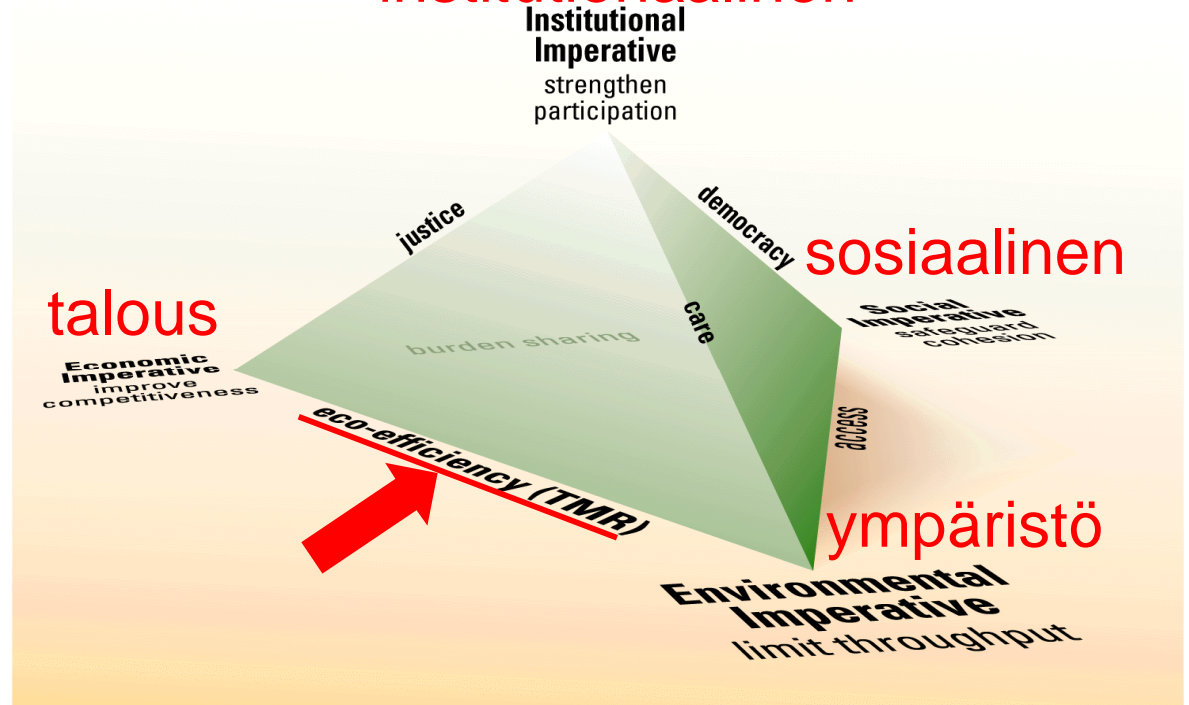 institutionaalinen
Institutional
Imperative
strengthen
participation
justice
democracy
sosiaalinen
talous
care
Social
Imperative
safeguard
cohesion
burden sharing
Economic
Imperative
improve
competitiveness
eco-efficiency (TMR)
access
ympäristö
Environmental
Imperative
limit throughput